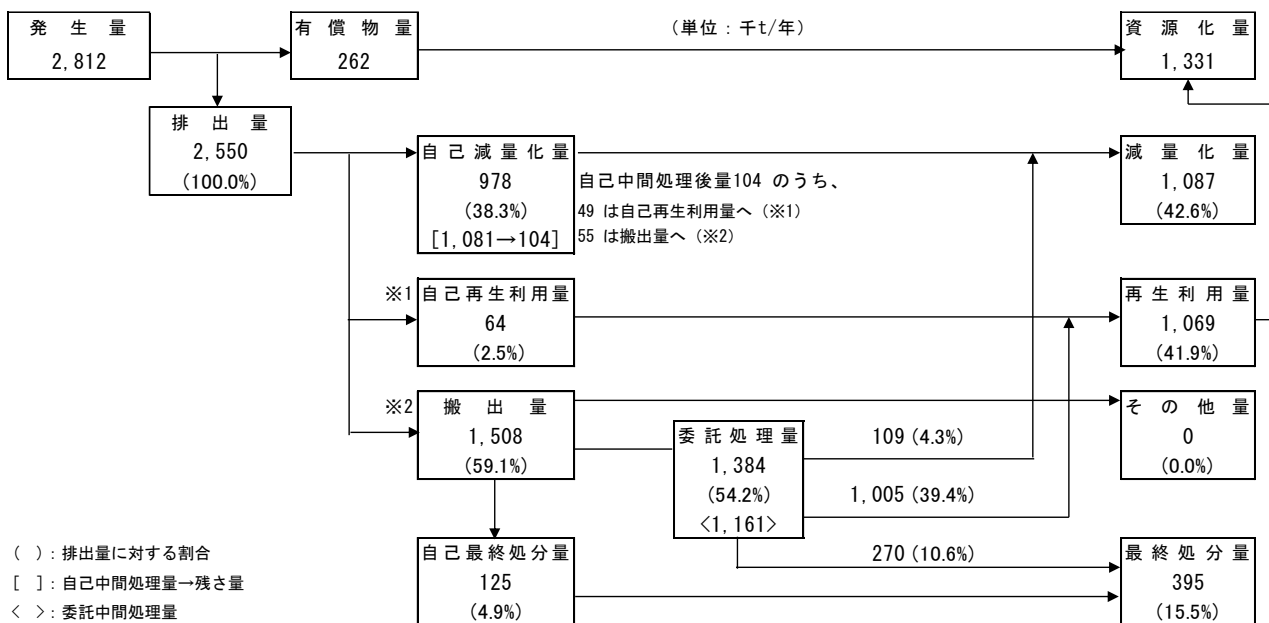 発生量
2,812
有償物量
262
(単位：千t/年)
資源化量
1,331
排出量
2,550
(100.0%)
自己減量化量
978
(38.3%)
[1,081→104]
自己中間処理後量104 のうち、
49 は自己再生利用量へ（※1）
55 は搬出量へ（※2）
減量化量
1,087
(42.6%)
※1
自己再生利用量
64
(2.5%)
再生利用量
1,069
(41.9%)
※2
搬出量
1,508
(59.1%)
委託処理量
1,384
(54.2%)
<1,161>
109 (4.3%)
1,005 (39.4%)
270 (10.6%)
その他量
0
(0.0%)
自己最終処分量
125
(4.9%)
最終処分量
395
(15.5%)
( )：排出量に対する割合
[ ]：自己中間処理量→残さ量
< >：委託中間処理量